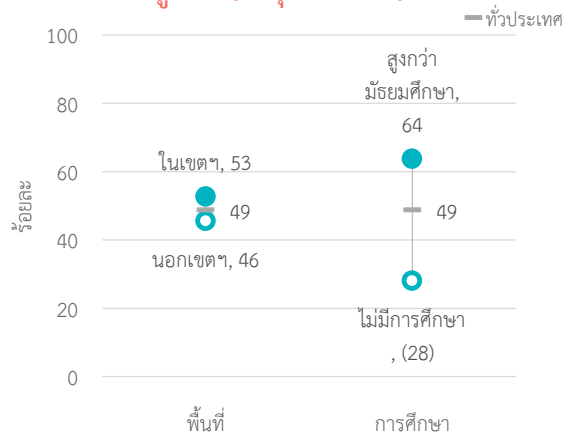 ทั่วประเทศ
100
80
60
40
20
0
ร้อยละ
ในเขตฯ, 53
49
นอกเขตฯ, 46
สูงกว่า
มัธยมศึกษา,
64
49
ไม่มีการศึกษา
, (28)
พื้นที่
การศึกษา